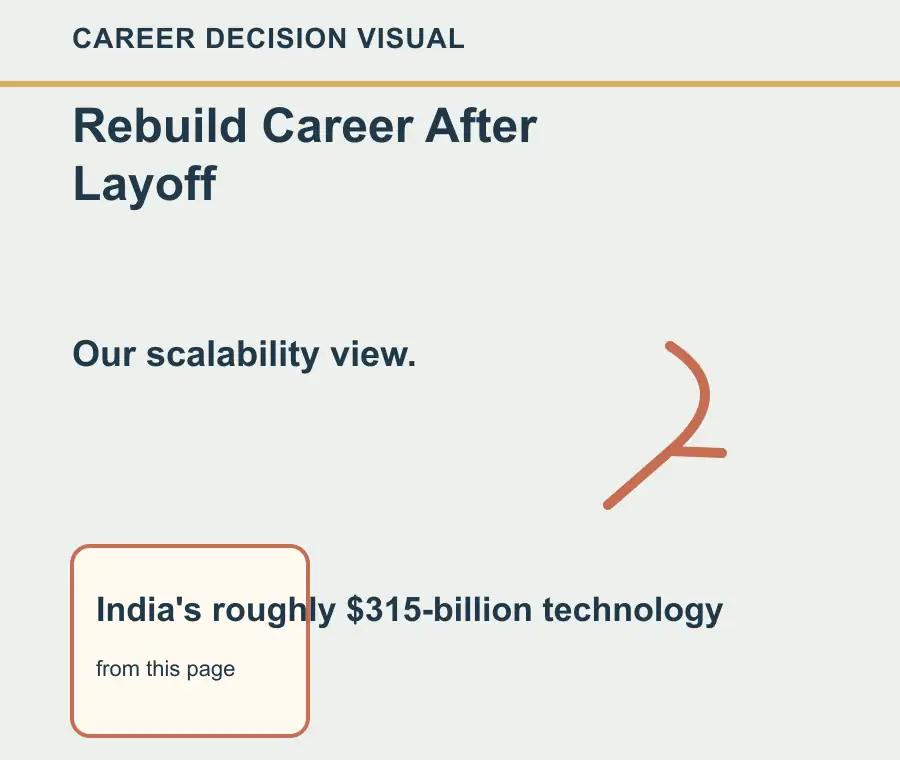 CAREER DECISION VISUAL
Rebuild Career After
Layoff
Our scalability view.
India's roughly $315-billion technology
from this page